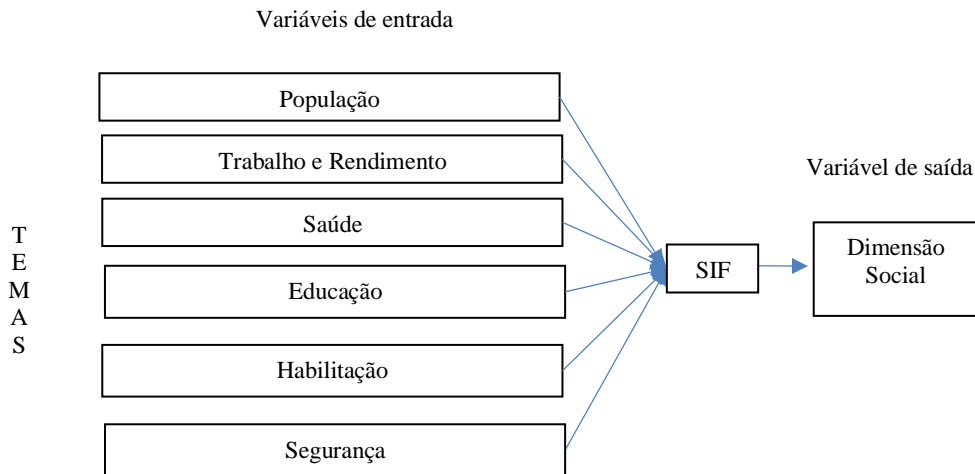 Variáveis de entrada
T
E
M
A
S
População
Trabalho e Rendimento
Saúde
Educação
Habilitação
Segurança
SIF
Variável de saída
Dimensão
Social